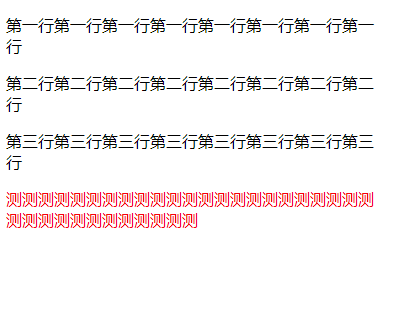 第一行第一行第一行第一行第一行第一行第一行第一
行
第二行第二行第二行第二行第二行第二行第二行第二
行
第三行第三行第三行第三行第三行第三行第三行第三
行
测测测测测测测测测测测测测测测测测测测测测测测
测测测测测测测测测测测测